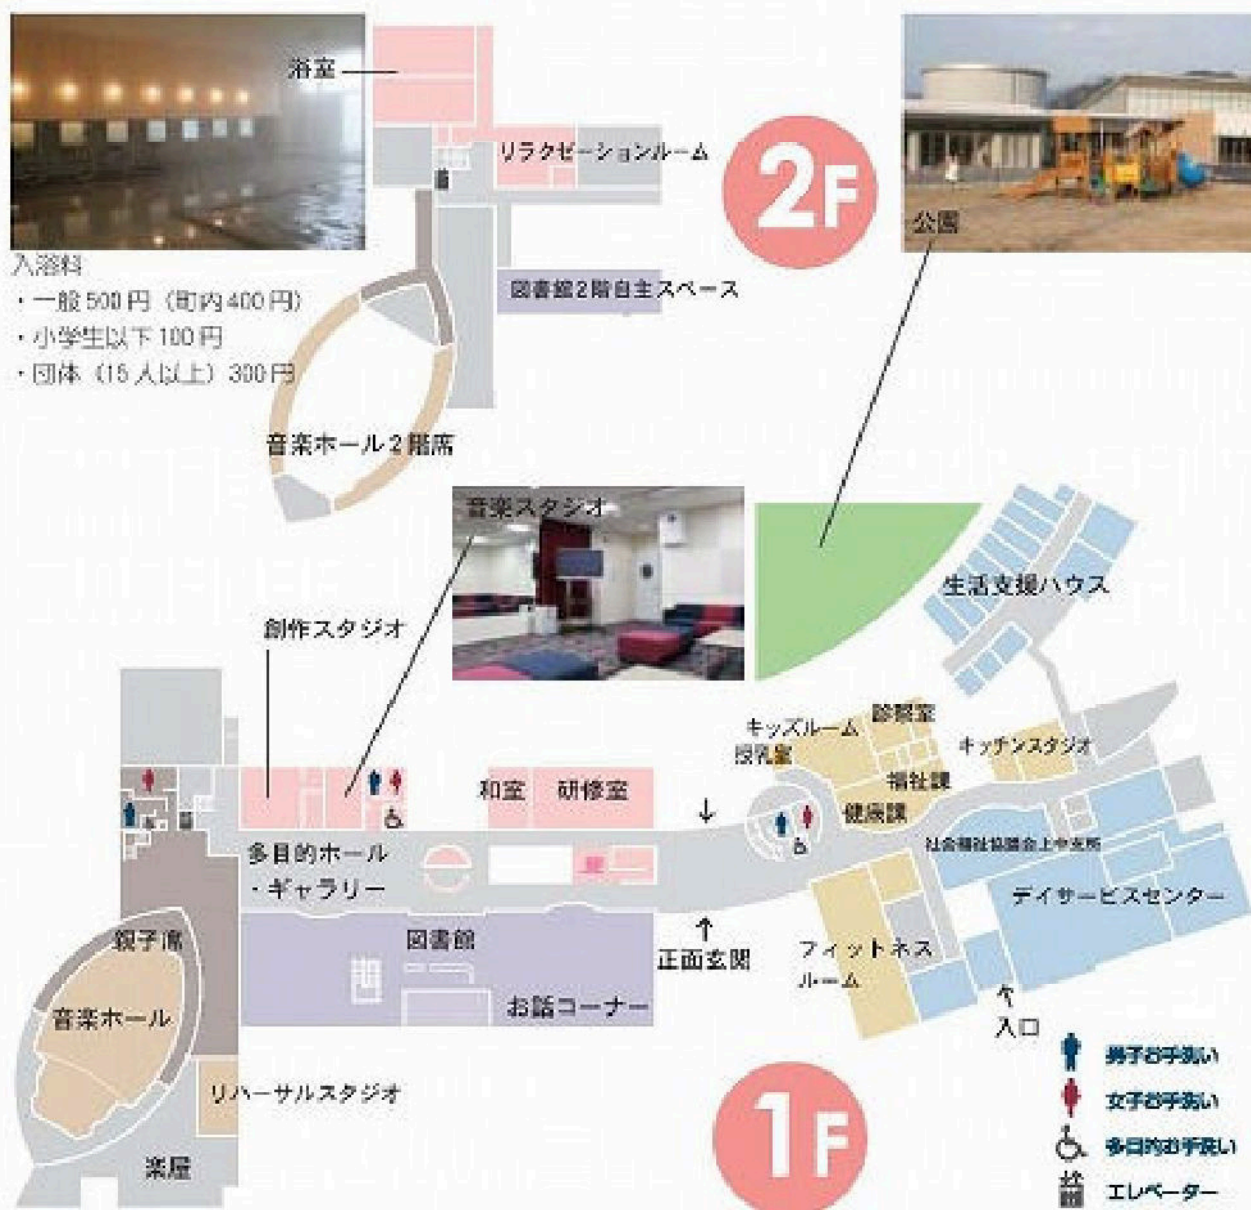 浴室
リラクゼーションルーム
2F
公園
入浴料
・一般500円（町内400円）
・小学生以下100円
・団体（15人以上）300円
図書館2階自主スペース
音楽ホール2階席
音楽スタジオ
創作スタジオ
生活支援ハウス
キッズルーム
診察室
授乳室
キッチンスタジオ
福祉課
健康課
和室
研修室
多目的ホール
・ギャラリー
社会福祉協議会上中支所
デイサービスセンター
親子席
図書館
正面玄関
フィットネス
ルーム
お話コーナー
音楽ホール
入口
リハーサルスタジオ
楽屋
1F
男子お手洗い
女子お手洗い
多目的お手洗い
エレベーター